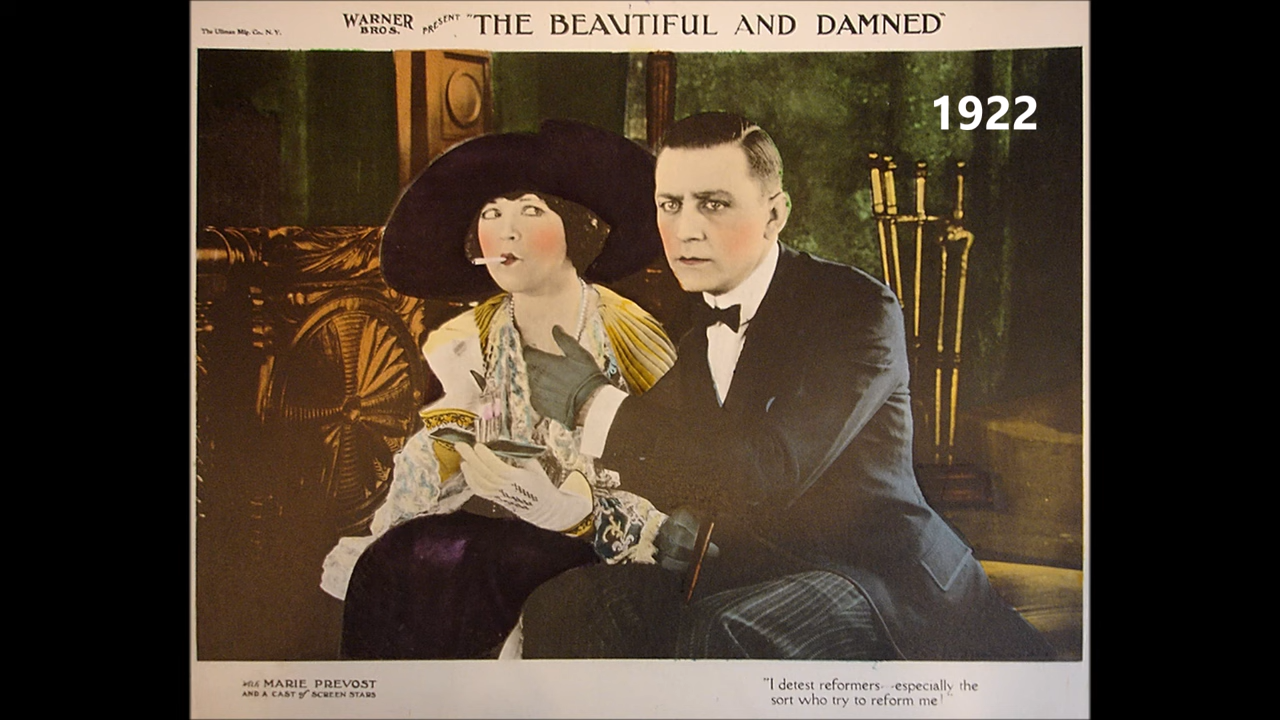 The Ullman Mfg. Co. N.Y.
WARNER BROS. PRESENT "THE BEAUTIFUL AND DAMNED"
1922
with MARIE PREVOST
AND A CAST of SCREEN STARS
"I detest reformers- -especially the
sort who try to reform me!"